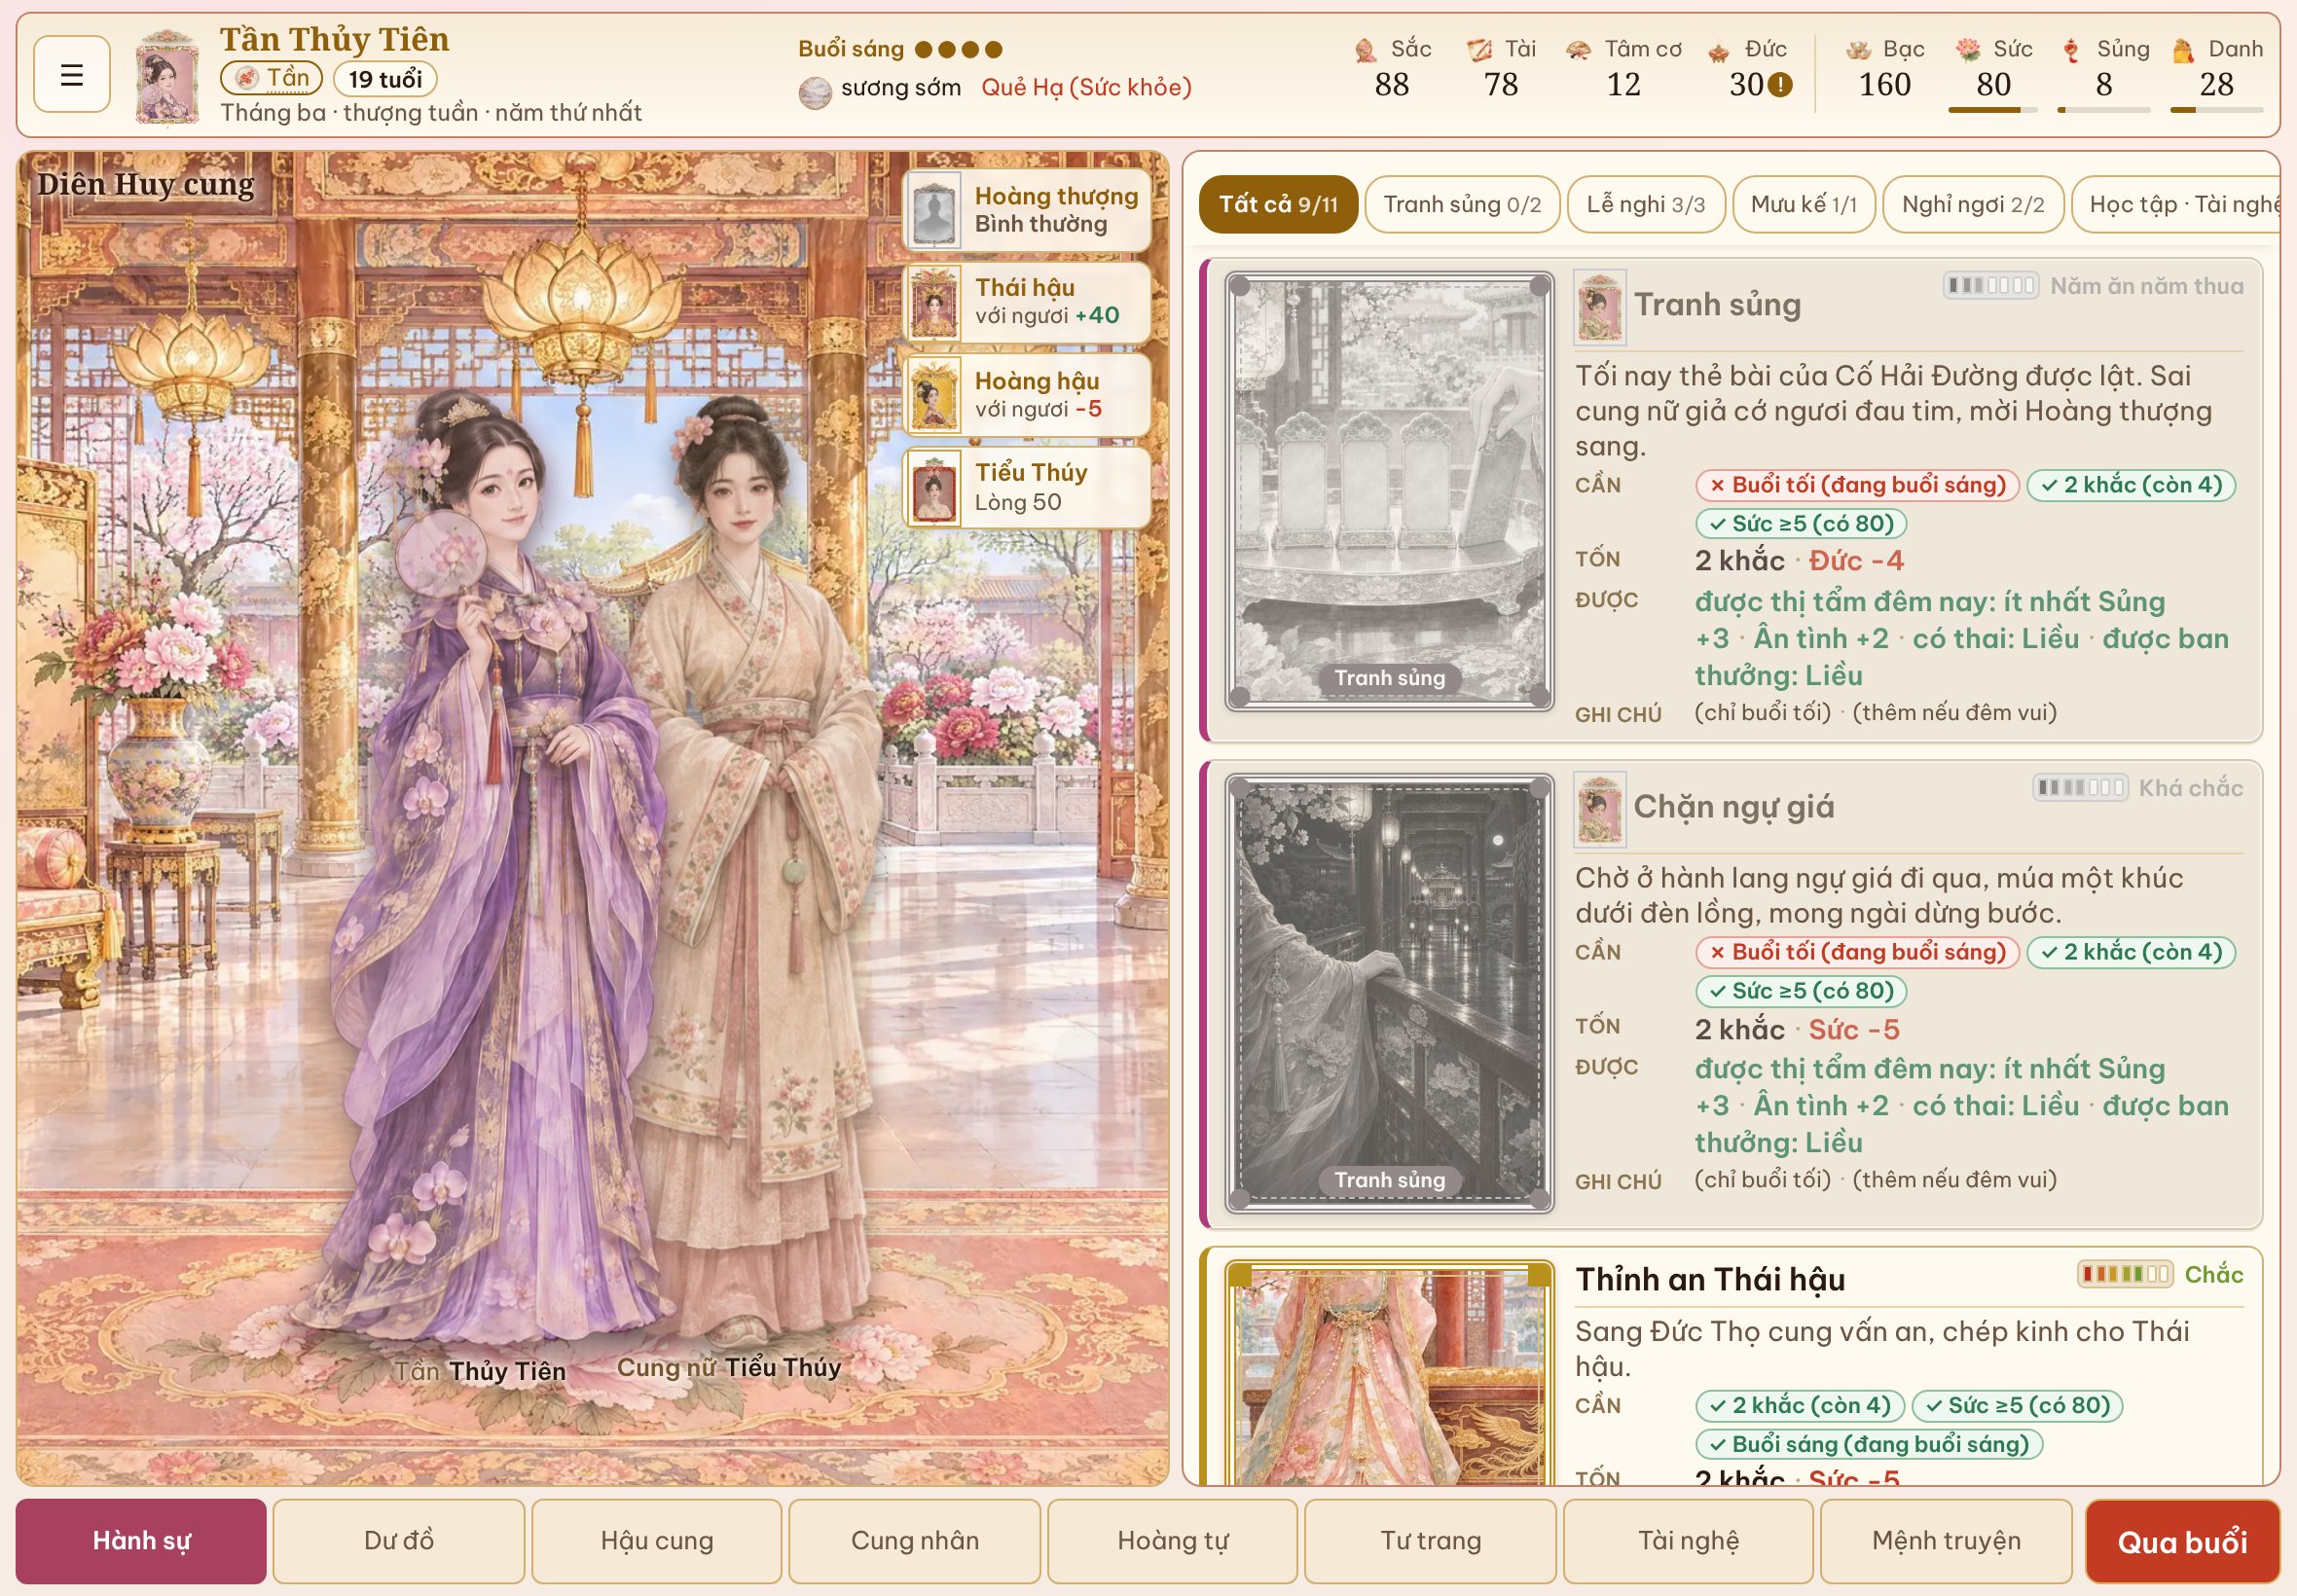 ☰
Tần Thủy Tiên
Tần
19 tuổi
Tháng ba · thượng tuần · năm thứ nhất
Buổi sáng
sương sớm
Quẻ Hạ (Sức khỏe)
Sắc
88
Tài
78
Tâm cơ
12
Đức
30!
Bạc
160
Sức
80
Sủng
8
Danh
28
Diên Huy cung
Hoàng thượng
Bình thường
Thái hậu
với ngươi +40
Hoàng hậu
với ngươi -5
Tiểu Thúy
Lòng 50
Tần Thủy Tiên
Cung nữ Tiểu Thúy
Tất cả 9/11
Tranh sủng 0/2
Lễ nghi 3/3
Mưu kế 1/1
Nghỉ ngơi 2/2
Học tập · Tài nghệ
Tranh sủng
Tranh sủng
Năm ăn năm thua
Tối nay thẻ bài của Cố Hải Đường được lật. Sai
cung nữ giả cớ ngươi đau tim, mời Hoàng thượng
sang.
CẦN
× Buổi tối (đang buổi sáng)
✓ 2 khắc (còn 4)
✓ Sức ≥5 (có 80)
TỐN
2 khắc · Đức -4
ĐƯỢC
được thị tẩm đêm nay: ít nhất Sủng
+3 · Ân tình +2 · có thai: Liều · được ban
thưởng: Liều
GHI CHÚ
(chỉ buổi tối) · (thêm nếu đêm vui)
Tranh sủng
Chặn ngự giá
Khá chắc
Chờ ở hành lang ngự giá đi qua, múa một khúc
dưới đèn lồng, mong ngài dừng bước.
CẦN
× Buổi tối (đang buổi sáng)
✓ 2 khắc (còn 4)
✓ Sức ≥5 (có 80)
TỐN
2 khắc · Sức -5
ĐƯỢC
được thị tẩm đêm nay: ít nhất Sủng
+3 · Ân tình +2 · có thai: Liều · được ban
thưởng: Liều
GHI CHÚ
(chỉ buổi tối) · (thêm nếu đêm vui)
Thỉnh an Thái hậu
Chắc
Sang Đức Thọ cung vấn an, chép kinh cho Thái
hậu.
CẦN
✓ 2 khắc (còn 4)
✓ Sức ≥5 (có 80)
✓ Buổi sáng (đang buổi sáng)
TỐN
2 khắc · Sức -5
Hành sự
Dư đồ
Hậu cung
Cung nhân
Hoàng tự
Tư trang
Tài nghệ
Mệnh truyện
Qua buổi